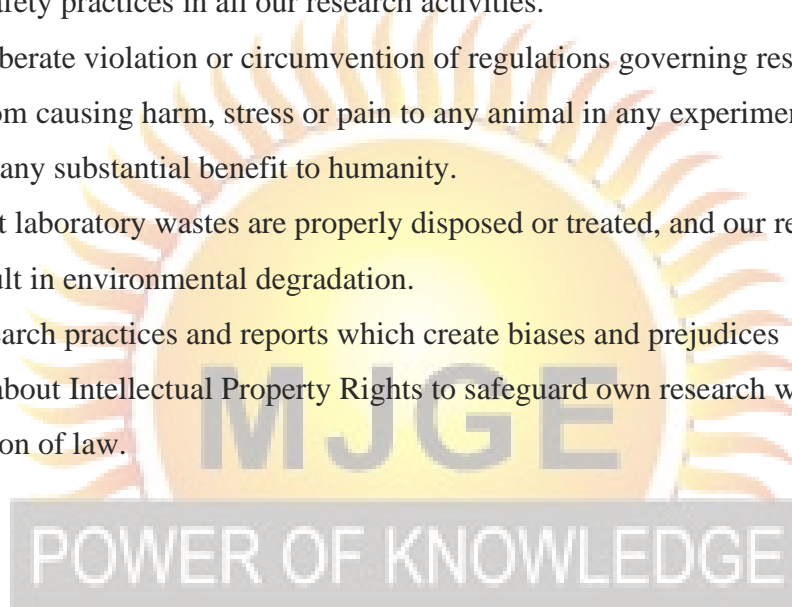 afety practices in all our research activities.
berate violation or circumvention of regulations governing res
om causing harm, stress or pain to any animal in any experimen
any substantial benefit to humanity.
t laboratory wastes are properly disposed or treated, and our re
ult in environmental degradation.
earch practices and reports which create biases and prejudices
about Intellectual Property Rights to safeguard own research w
on of law.
MJGE
POWER OF KNOWLEDGE